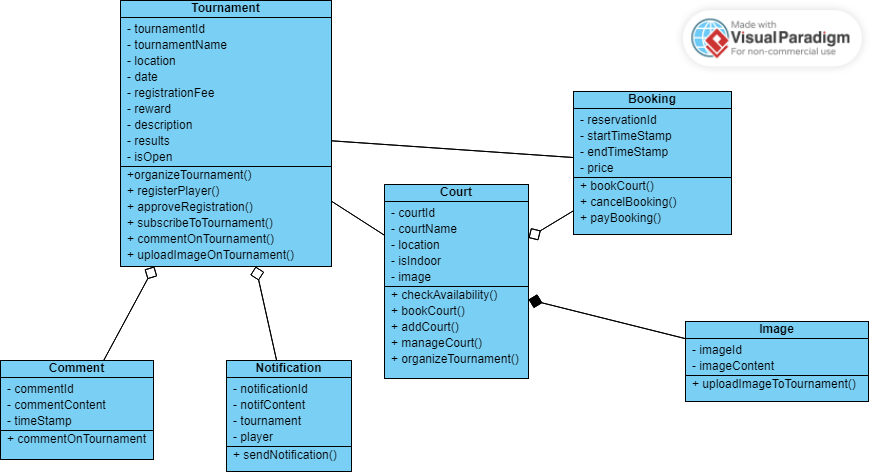 Tournament
- tournamentId
- tournamentName
- location
- date
- registrationFee
- reward
- description
- results
- isOpen
+organizeTournament()
+ registerPlayer()
+ approveRegistration()
+ subscribeToTournament()
+ commentOnTournament()
+ uploadImageOnTournament()
Made with
Visual Paradigm
For non-commercial use
Booking
- reservationId
- startTimeStamp
- endTimeStamp
- price
+ bookCourt()
+ cancelBooking()
+ payBooking()
Court
- courtId
- courtName
- location
- isIndoor
- image
+ checkAvailability()
+ bookCourt()
+ addCourt()
+ manageCourt()
+ organizeTournament()
Image
- imageId
- imageContent
+ uploadImageToTournament()
Comment
- commentId
- commentContent
- timeStamp
+ commentOnTournament
Notification
- notificationId
- notifContent
- tournament
- player
+ sendNotification()